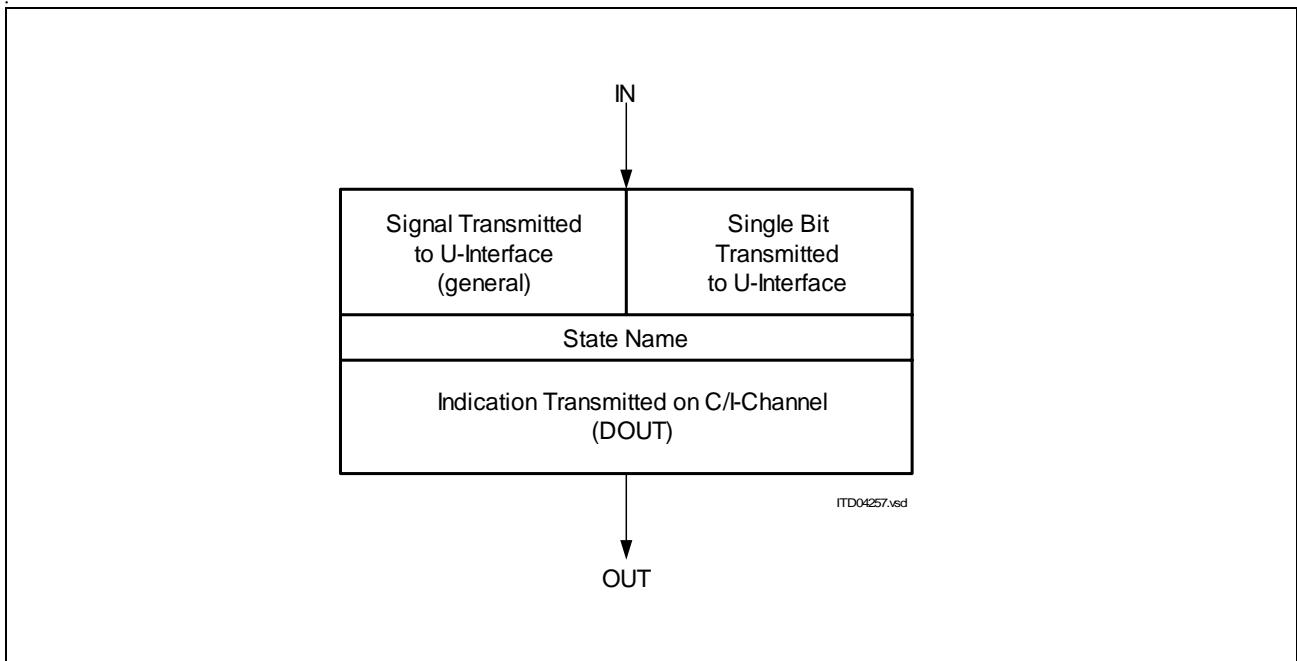 IN
Signal Transmitted
to U-Interface
(general)
Single Bit
Transmitted
to U-Interface
State Name
Indication Transmitted on C/I-Channel
(DOUT)
ITD04257.vsd
OUT